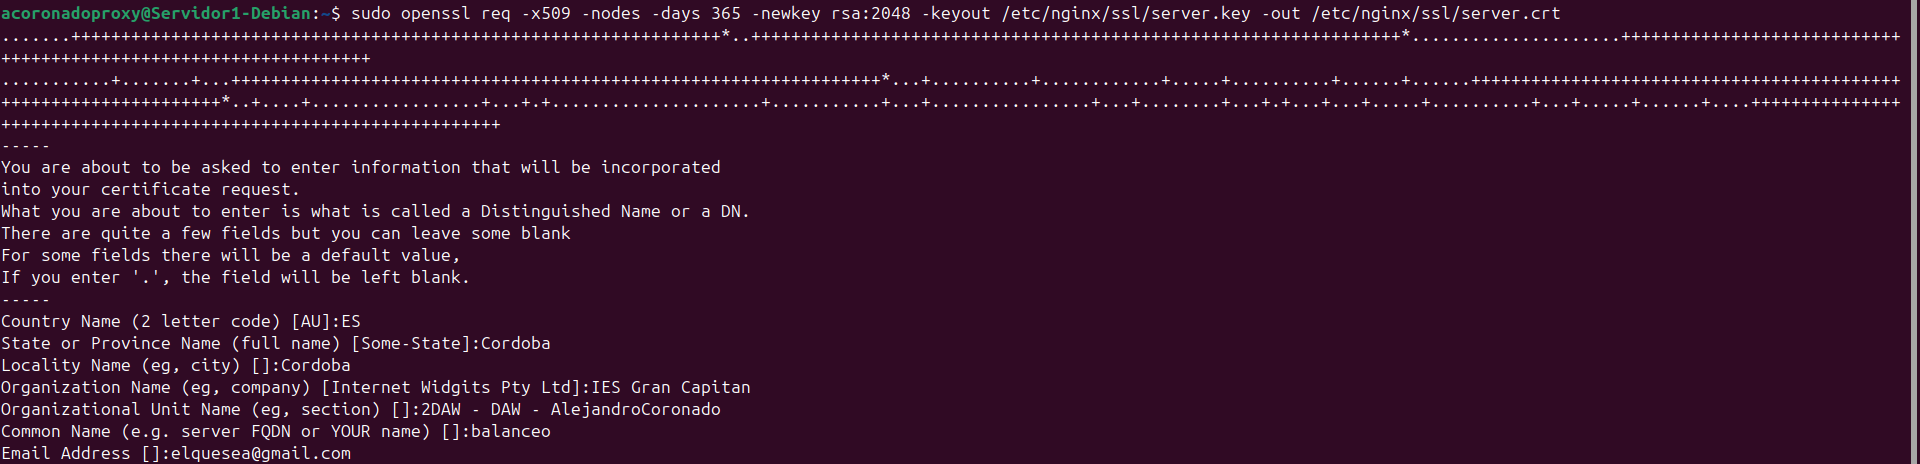 acoronadoproxy@Servidor1-Debian:~$ sudo openssl req -x509 -nodes -days 365 -newkey rsa:2048 -keyout /etc/nginx/ssl/server.key -out /etc/nginx/ssl/server.crt
.......+++++++++++++++++++++++++++++++++++++++++++++++++++++++++++++++++*..+++++++++++++++++++++++++++++++++++++++++++++++++++++++++++++++++*.....................++++++++++++++++++++++++++++
+++++++++++++++++++++++++++++++++++++
...........+.......+...+++++++++++++++++++++++++++++++++++++++++++++++++++++++++++++++++*...+..........+............+.....+..........+......+......+++++++++++++++++++++++++++++++++++++++++++
++++++++++++++++++++++*..+....+.................+...+.+.....................+...........+...+................+...+........+...+.+...+...+.....+..........+...+.....+......+....+++++++++++++++
++++++++++++++++++++++++++++++++++++++++++++++++++
-----
You are about to be asked to enter information that will be incorporated
into your certificate request.
What you are about to enter is what is called a Distinguished Name or a DN.
There are quite a few fields but you can leave some blank
For some fields there will be a default value,
If you enter '.', the field will be left blank.
-----
Country Name (2 letter code) [AU]:ES
State or Province Name (full name) [Some-State]:Cordoba
Locality Name (eg, city) []:Cordoba
Organization Name (eg, company) [Internet Widgits Pty Ltd]:IES Gran Capitan
Organizational Unit Name (eg, section) []:2DAW - DAW - AlejandroCoronado
Common Name (e.g. server FQDN or YOUR name) []:balanceo
Email Address []:elquesea@gmail.com